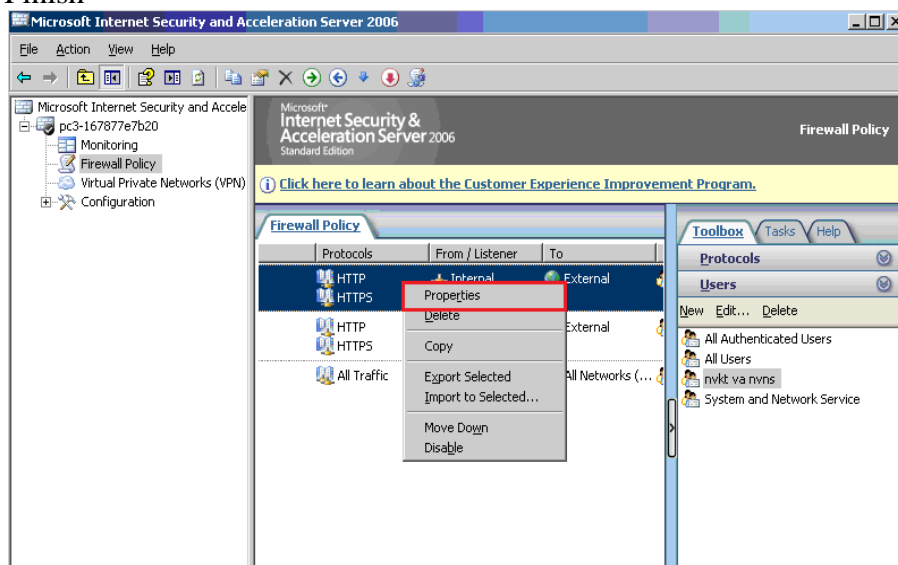 Finish
Microsoft Internet Security and Acceleration Server 2006
File Action View Help
Microsoft Internet Security and Accele
pc3-167877e7b20
Monitoring
Firewall Policy
Virtual Private Networks (VPN)
Configuration
Microsoft
Internet Security &
Acceleration Server 2006
Standard Edition
Firewall Policy
Click here to learn about the Customer Experience Improvement Program.
Firewall Policy
Protocols From / Listener To
HTTP Internal External
HTTPS
HTTP External
HTTPS
All Traffic All Networks (...
Properties
Delete
Copy
Export Selected
Import to Selected...
Move Down
Disable
Toolbox Tasks Help
Protocols
Users
New Edit... Delete
All Authenticated Users
All Users
nvkt va nvns
System and Network Service